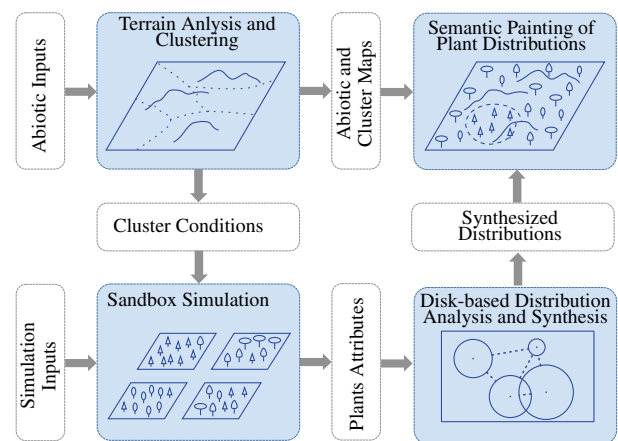 Abiotic Inputs
Terrain Anlysis and
Clustering
Abiotic and
Cluster Maps
Semantic Painting of
Plant Distributions
Cluster Conditions
Synthesized
Distributions
Simulation
Inputs
Sandbox Simulation
Plants Attributes
Disk-based Distribution
Analysis and Synthesis